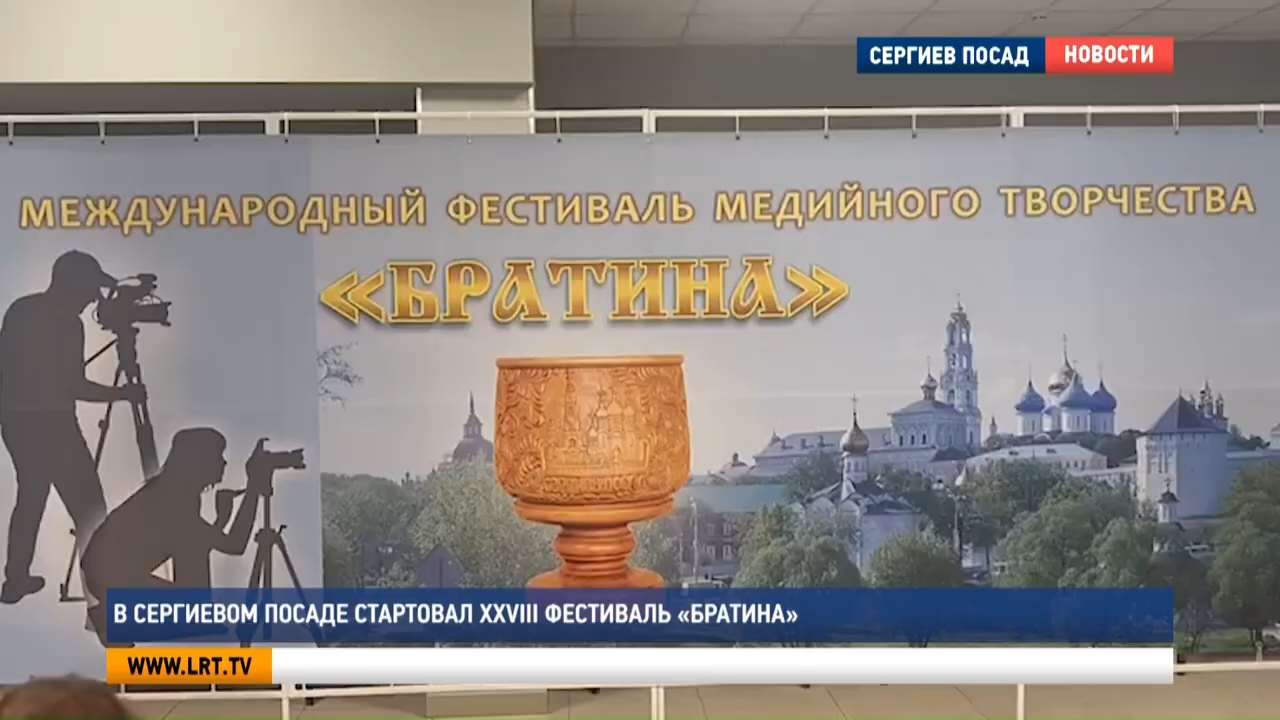 СЕРГИЕВ ПОСАД НОВОСТИ
МЕЖДУНАРОДНЫЙ ФЕСТИВАЛЬ МЕДИЙНОГО ТВОРЧЕСТВА
«БРАТИНА»
В СЕРГИЕВОМ ПОСАДЕ СТАРТОВАЛ XXVIII ФЕСТИВАЛЬ «БРАТИНА»
WWW.LRT.TV